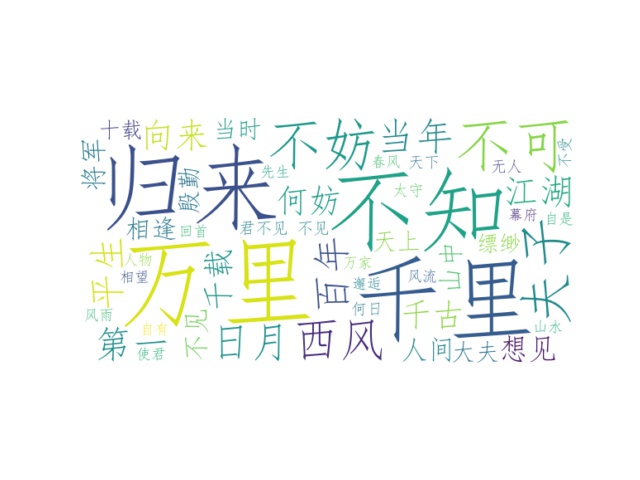 十载 向来 当时 不妨 当年 不可
将军 归来 殷勤 先生 春风 天下 无人 不受
何妨 不知 太守 江湖
相逢 回首 君不见 不见 幕府 自是
平生 人物 万里 千载 百年 天上 山中 缥缈 夫子
相望 万家 邂逅 风流 千里
风雨 何日 千古
自有 不见 山水
第一 使君 日月 西风 人间 大夫 想见